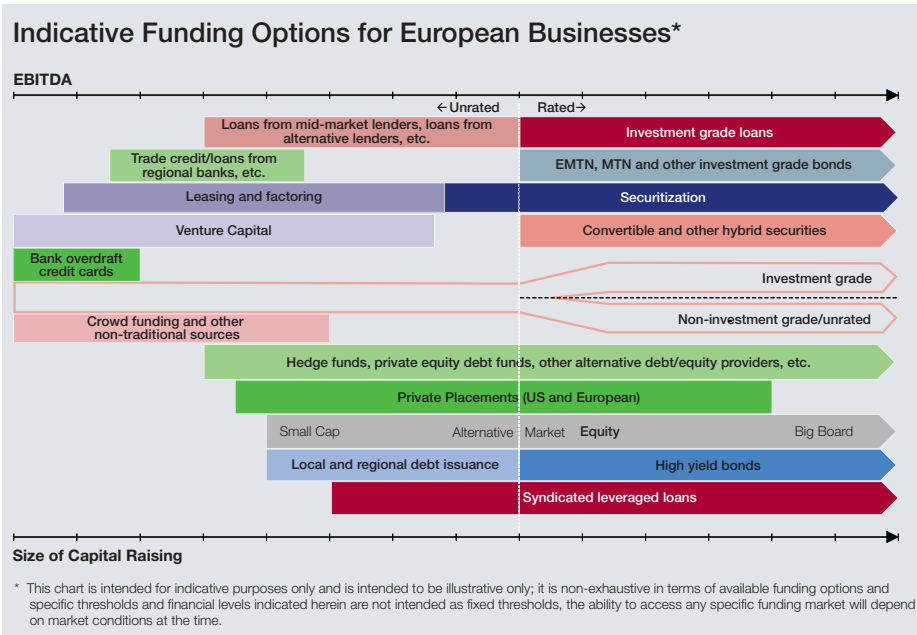 Indicative Funding Options for European Businesses*
EBITDA
←Unrated Rated→
Loans from mid-market lenders, loans from
alternative lenders, etc.
Investment grade loans
Trade credit/loans from
regional banks, etc.
EMTN, MTN and other investment grade bonds
Leasing and factoring
Securitization
Venture Capital
Convertible and other hybrid securities
Bank overdraft
credit cards
Investment grade
Non-investment grade/unrated
Crowd funding and other
non-traditional sources
Hedge funds, private equity debt funds, other alternative debt/equity providers, etc.
Private Placements (US and European)
Small Cap Alternative Market Equity Big Board
Local and regional debt issuance
High yield bonds
Syndicated leveraged loans
Size of Capital Raising
* This chart is intended for indicative purposes only and is intended to be illustrative only; it is non-exhaustive in terms of available funding options and
specific thresholds and financial levels indicated herein are not intended as fixed thresholds, the ability to access any specific funding market will depend
on market conditions at the time.